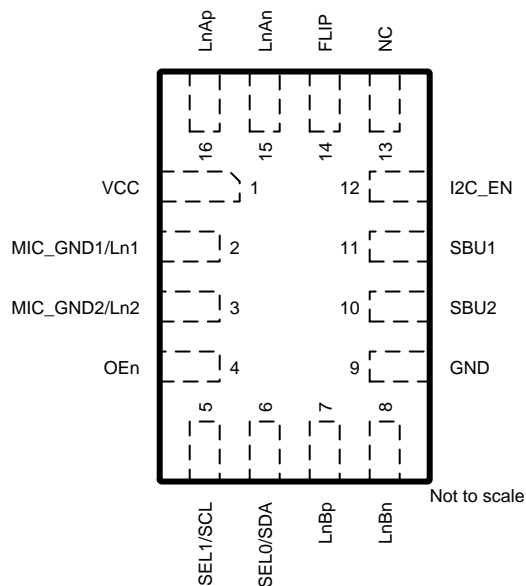 LnAp
LnAn
FLIP
NC
16
15
14
13
VCC
1
12
I2C_EN
MIC_GND1/Ln1
2
11
SBU1
MIC_GND2/Ln2
3
10
SBU2
OEn
4
9
GND
5
6
7
8
SEL1/SCL
SEL0/SDA
LnBp
LnBn
Not to scale